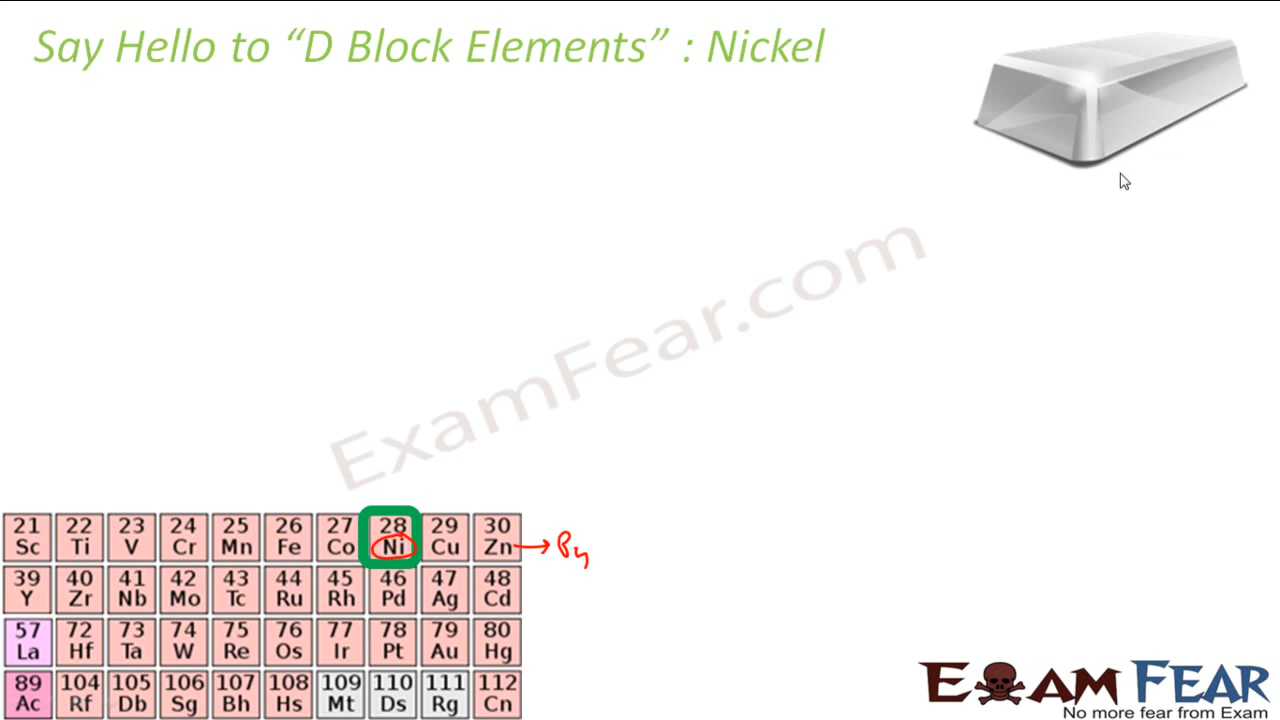 Say Hello to “D Block Elements” : Nickel
ExamFear.com
21 22 23 24 25 26 27 28 29 30
Sc Ti V Cr Mn Fe Co Ni Cu Zn
39 40 41 42 43 44 45 46 47 48
Y Zr Nb Mo Tc Ru Rh Pd Ag Cd
57 72 73 74 75 76 77 78 79 80
La Hf Ta W Re Os Ir Pt Au Hg
89 104 105 106 107 108 109 110 111 112
Ac Rf Db Sg Bh Hs Mt Ds Rg Cn
EXAM FEAR
No more fear from Exam